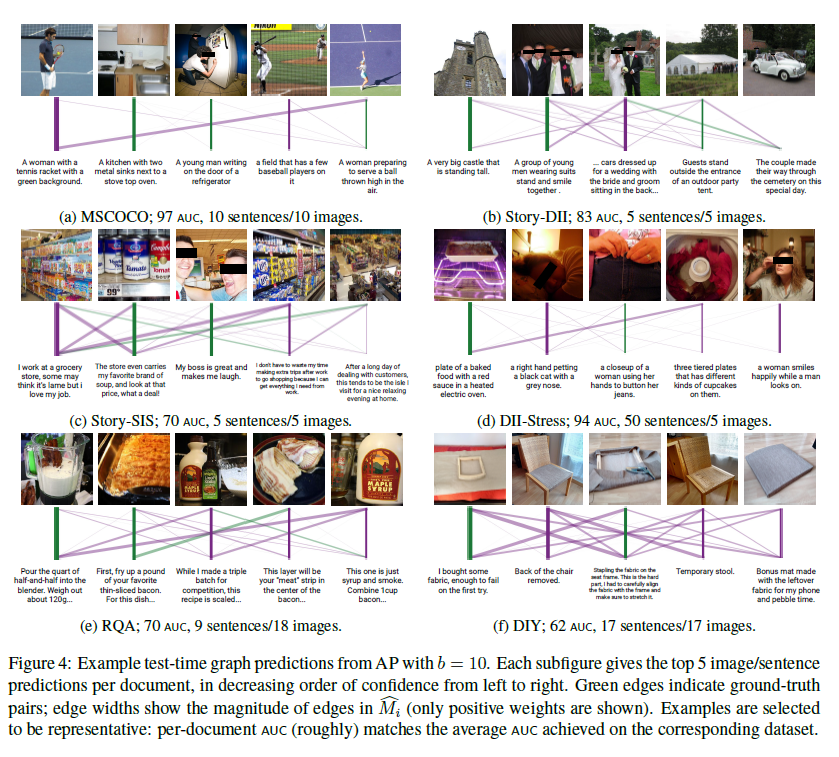 NIKON
A woman with a
tennis racket with a
green background.
A kitchen with two
metal sinks next to a
stove top oven.
A young man writing
on the door of a
refrigerator
a field that has a few
baseball players on
it
A woman preparing
to serve a ball
thrown high in the
air.
(a) MSCOCO; 97 AUC, 10 sentences/10 images.
A very big castle that
is standing tall.
A group of young
men wearing suits
stand and smile
together .
... cars dressed up
for a wedding with
the bride and groom
sitting in the back...
Guests stand
outside the entrance
of an outdoor party
tent.
The couple made
their way through
the cemetery on this
special day.
(b) Story-DII; 83 AUC, 5 sentences/5 images.
Tomato
99¢
I work at a grocery
store, some may
think it's lame but i
love my job.
The store even carries
my favorite brand of
soup, and look at that
price, what a deal!
My boss is great and
makes me laugh.
I don't have to waste my time
making extra trips after work
to go shopping because I can
get everything I need from
work.
After a long day of
dealing with customers,
this tends to be the isle I
visit for a nice relaxing
evening at home.
(c) Story-SIS; 70 AUC, 5 sentences/5 images.
plate of a baked
food with a red
sauce in a heated
electric oven.
a right hand petting
a black cat with a
grey nose.
a closeup of a
woman using her
hands to button her
jeans.
three tiered plates
that has different
kinds of cupcakes
on them.
a woman smiles
happily while a man
looks on.
(d) DII-Stress; 94 AUC, 50 sentences/5 images.
MAPLE
SYRUP
Pour the quart of
half-and-half into the
blender. Weigh out
about 120g...
First, fry up a pound
of your favorite
thin-sliced bacon.
For this dish...
While I made a triple
batch for
competition, this
recipe is scaled...
This layer will be
your "meat" strip in
the center of the
bacon...
This one is just
syrup and smoke.
Combine 1cup
bacon...
(e) RQA; 70 AUC, 9 sentences/18 images.
I bought some
fabric, enough to fail
on the first try.
Back of the chair
removed.
Stapling the fabric on the
seat frame. This is the hard
part, I had to carefully align
the fabric with the frame and
make sure to stretch it.
Temporary stool.
Bonus mat made
with the leftover
fabric for my phone
and pebble time.
(f) DIY; 62 AUC, 17 sentences/17 images.
Figure 4: Example test-time graph predictions from AP with b = 10. Each subfigure gives the top 5 image/sentence
predictions per document, in decreasing order of confidence from left to right. Green edges indicate ground-truth
pairs; edge widths show the magnitude of edges in M̂ᵢ (only positive weights are shown). Examples are selected
to be representative: per-document AUC (roughly) matches the average AUC achieved on the corresponding dataset.